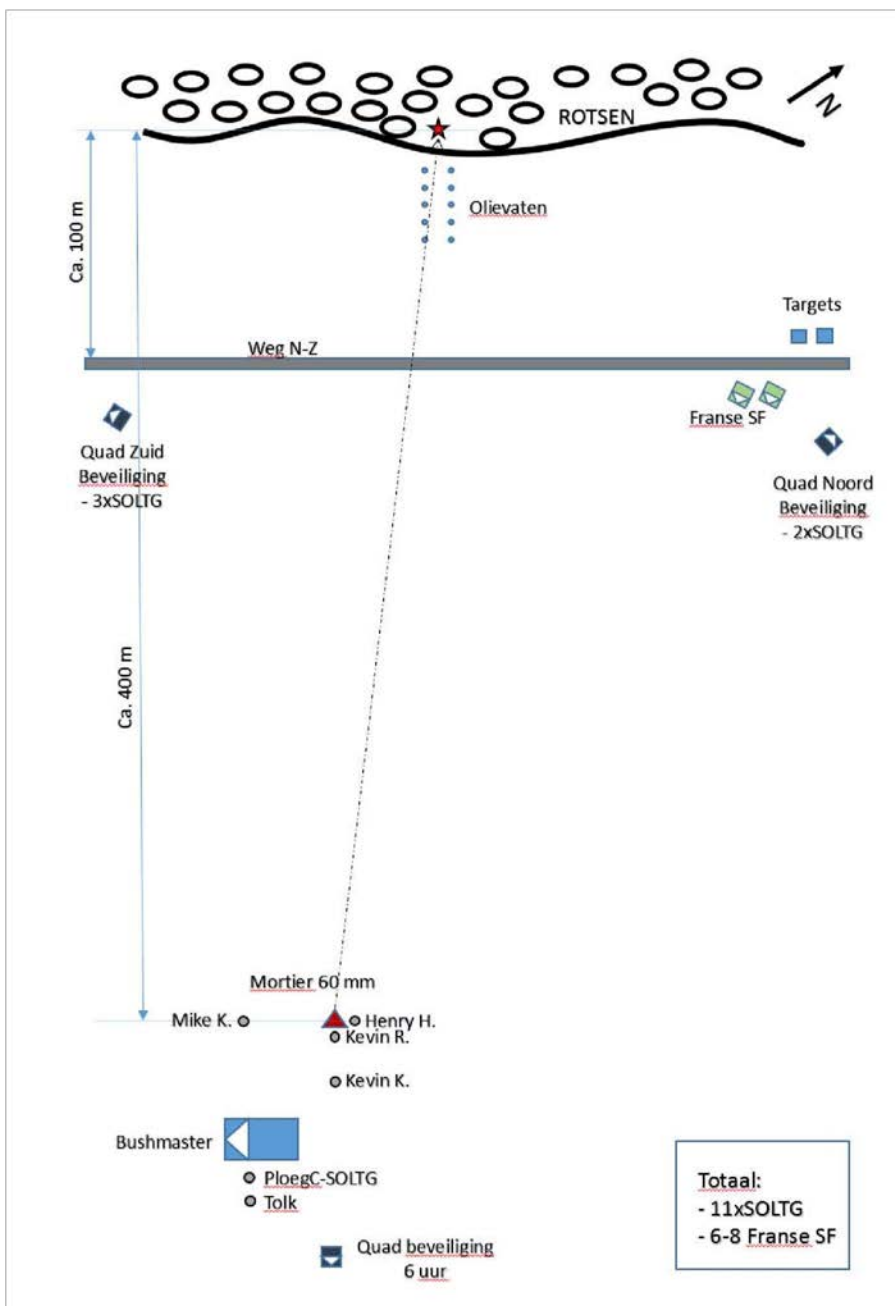 N
ROTSEN
Olievaten
Ca. 100 m
Targets
Weg N-Z
Franse SF
Quad Zuid
Beveiliging
- 3xSOLTG
Quad Noord
Beveiliging
- 2xSOLTG
Ca. 400 m
Mortier 60 mm
Mike K.
Henry H.
Kevin R.
Kevin K.
Bushmaster
PloegC-SOLTG
Tolk
Quad beveiliging
6 uur
Totaal:
- 11xSOLTG
- 6-8 Franse SF